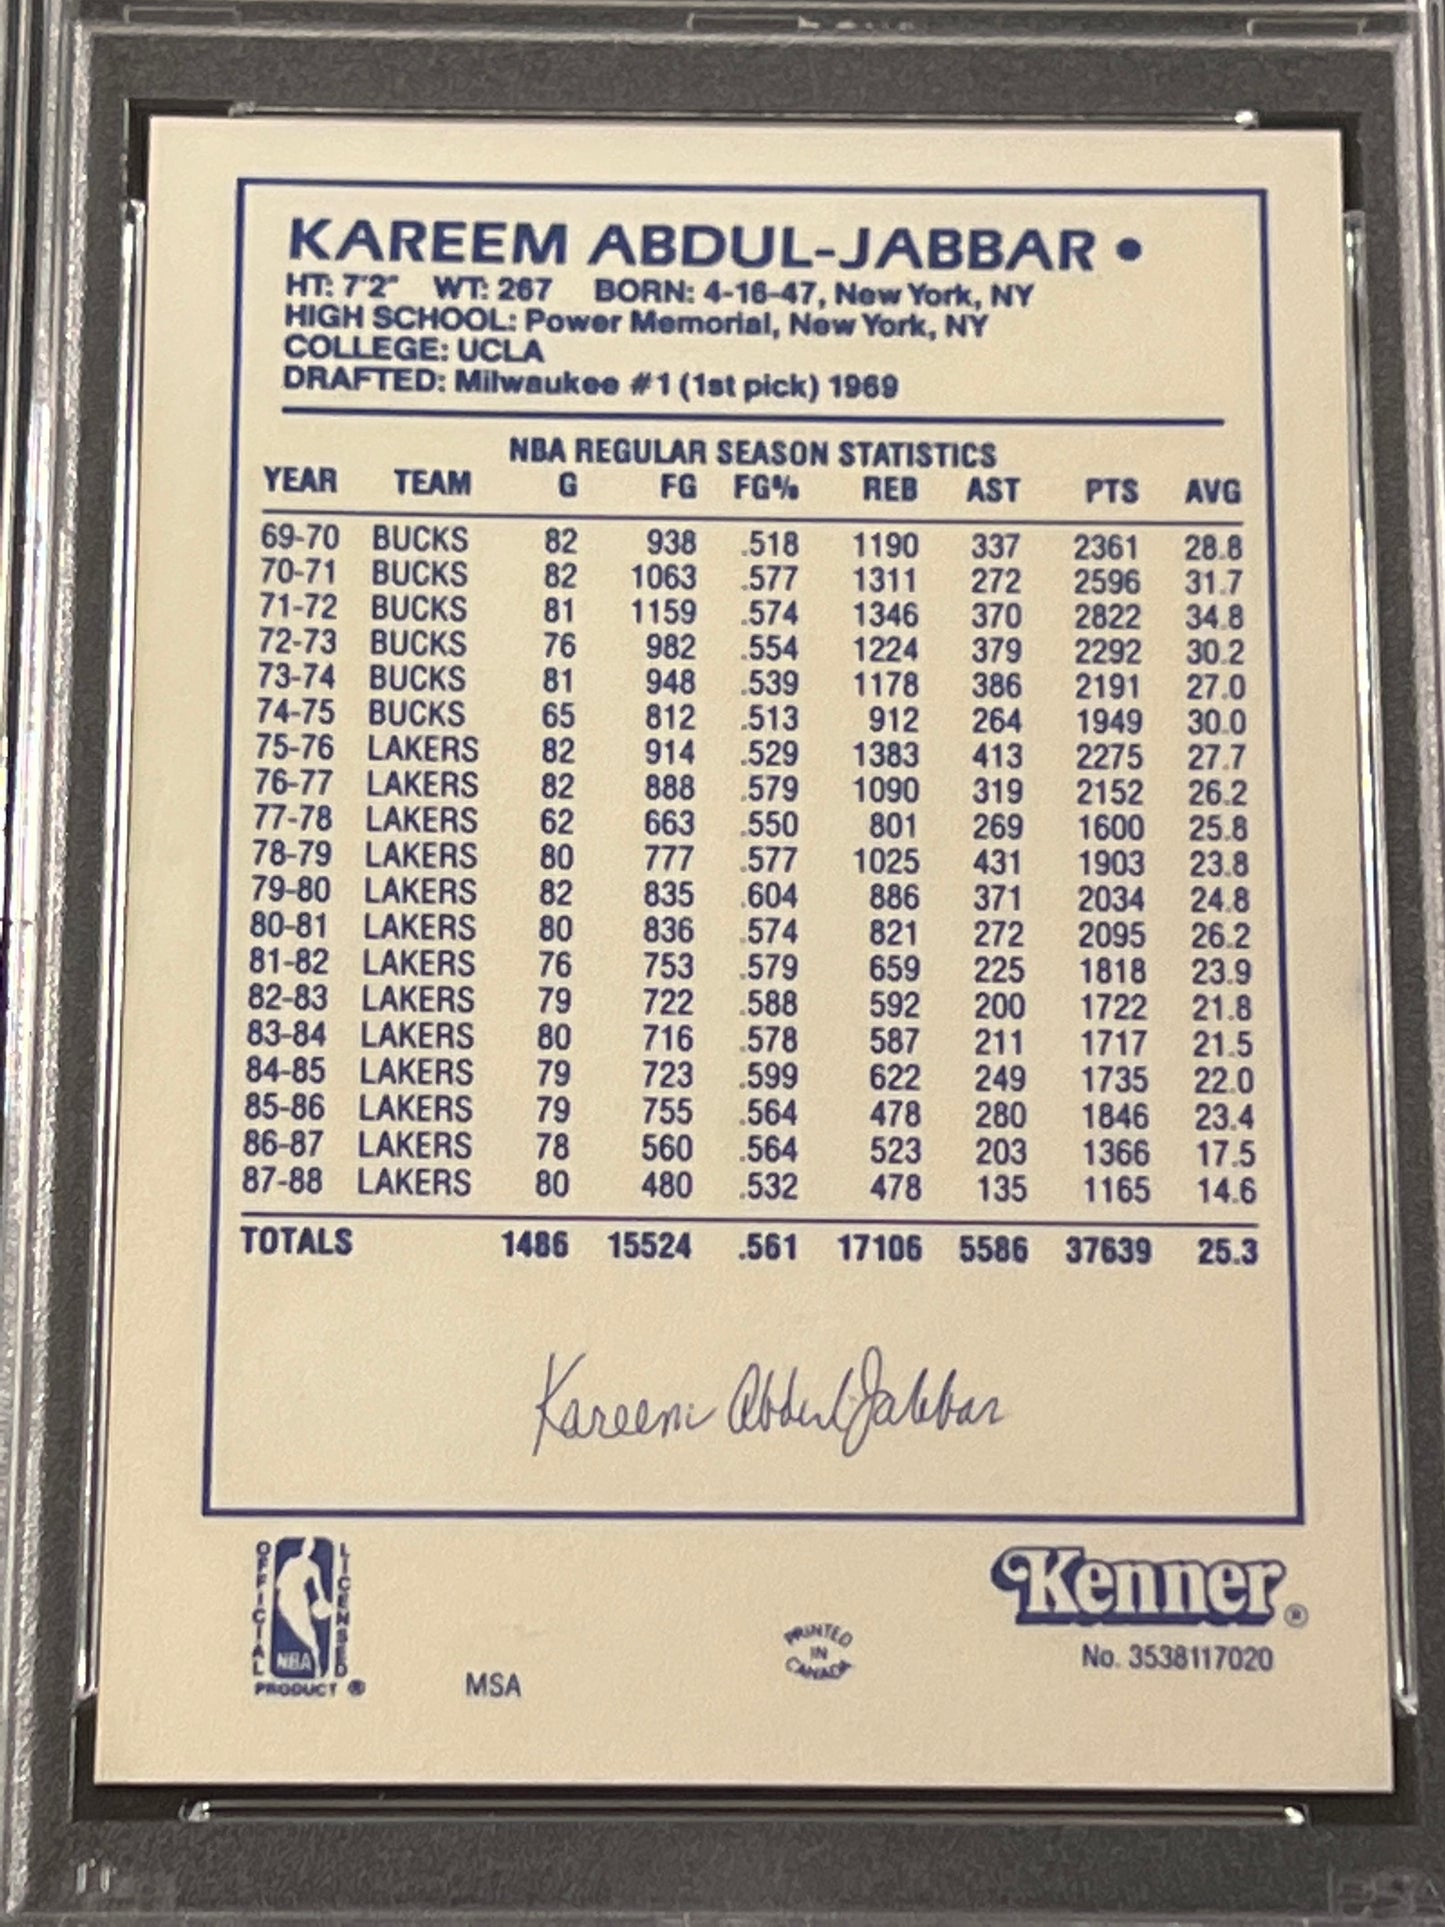 KAREEM ABDUL-JABBAR •
HT: 7'2" WT: 267 BORN: 4-16-47, New York, NY
HIGH SCHOOL: Power Memorial, New York, NY
COLLEGE: UCLA
DRAFTED: Milwaukee #1 (1st pick) 1969
NBA REGULAR SEASON STATISTICS
YEAR TEAM G FG FG% REB AST PTS AVG
69-70 BUCKS 82 938 .518 1190 337 2361 28.8
70-71 BUCKS 82 1063 .577 1311 272 2596 31.7
71-72 BUCKS 81 1159 .574 1346 370 2822 34.8
72-73 BUCKS 76 982 .554 1224 379 2292 30.2
73-74 BUCKS 81 948 .539 1178 386 2191 27.0
74-75 BUCKS 65 812 .513 912 264 1949 30.0
75-76 LAKERS 82 914 .529 1383 413 2275 27.7
76-77 LAKERS 82 888 .579 1090 319 2152 26.2
77-78 LAKERS 62 663 .550 801 269 1600 25.8
78-79 LAKERS 80 777 .577 1025 431 1903 23.8
79-80 LAKERS 82 835 .604 886 371 2034 24.8
80-81 LAKERS 80 836 .574 821 272 2095 26.2
81-82 LAKERS 76 753 .579 659 225 1818 23.9
82-83 LAKERS 79 722 .588 592 200 1722 21.8
83-84 LAKERS 80 716 .578 587 211 1717 21.5
84-85 LAKERS 79 723 .599 622 249 1735 22.0
85-86 LAKERS 79 755 .564 478 280 1846 23.4
86-87 LAKERS 78 560 .564 523 203 1366 17.5
87-88 LAKERS 80 480 .532 478 135 1165 14.6
TOTALS 1486 15524 .561 17106 5586 37639 25.3
Kareem Abdul-Jabbar
OFFICIAL LICENSED
NBA
PRODUCT ®
MSA
PRINTED
IN
CANADA
Kenner®
No. 3538117020